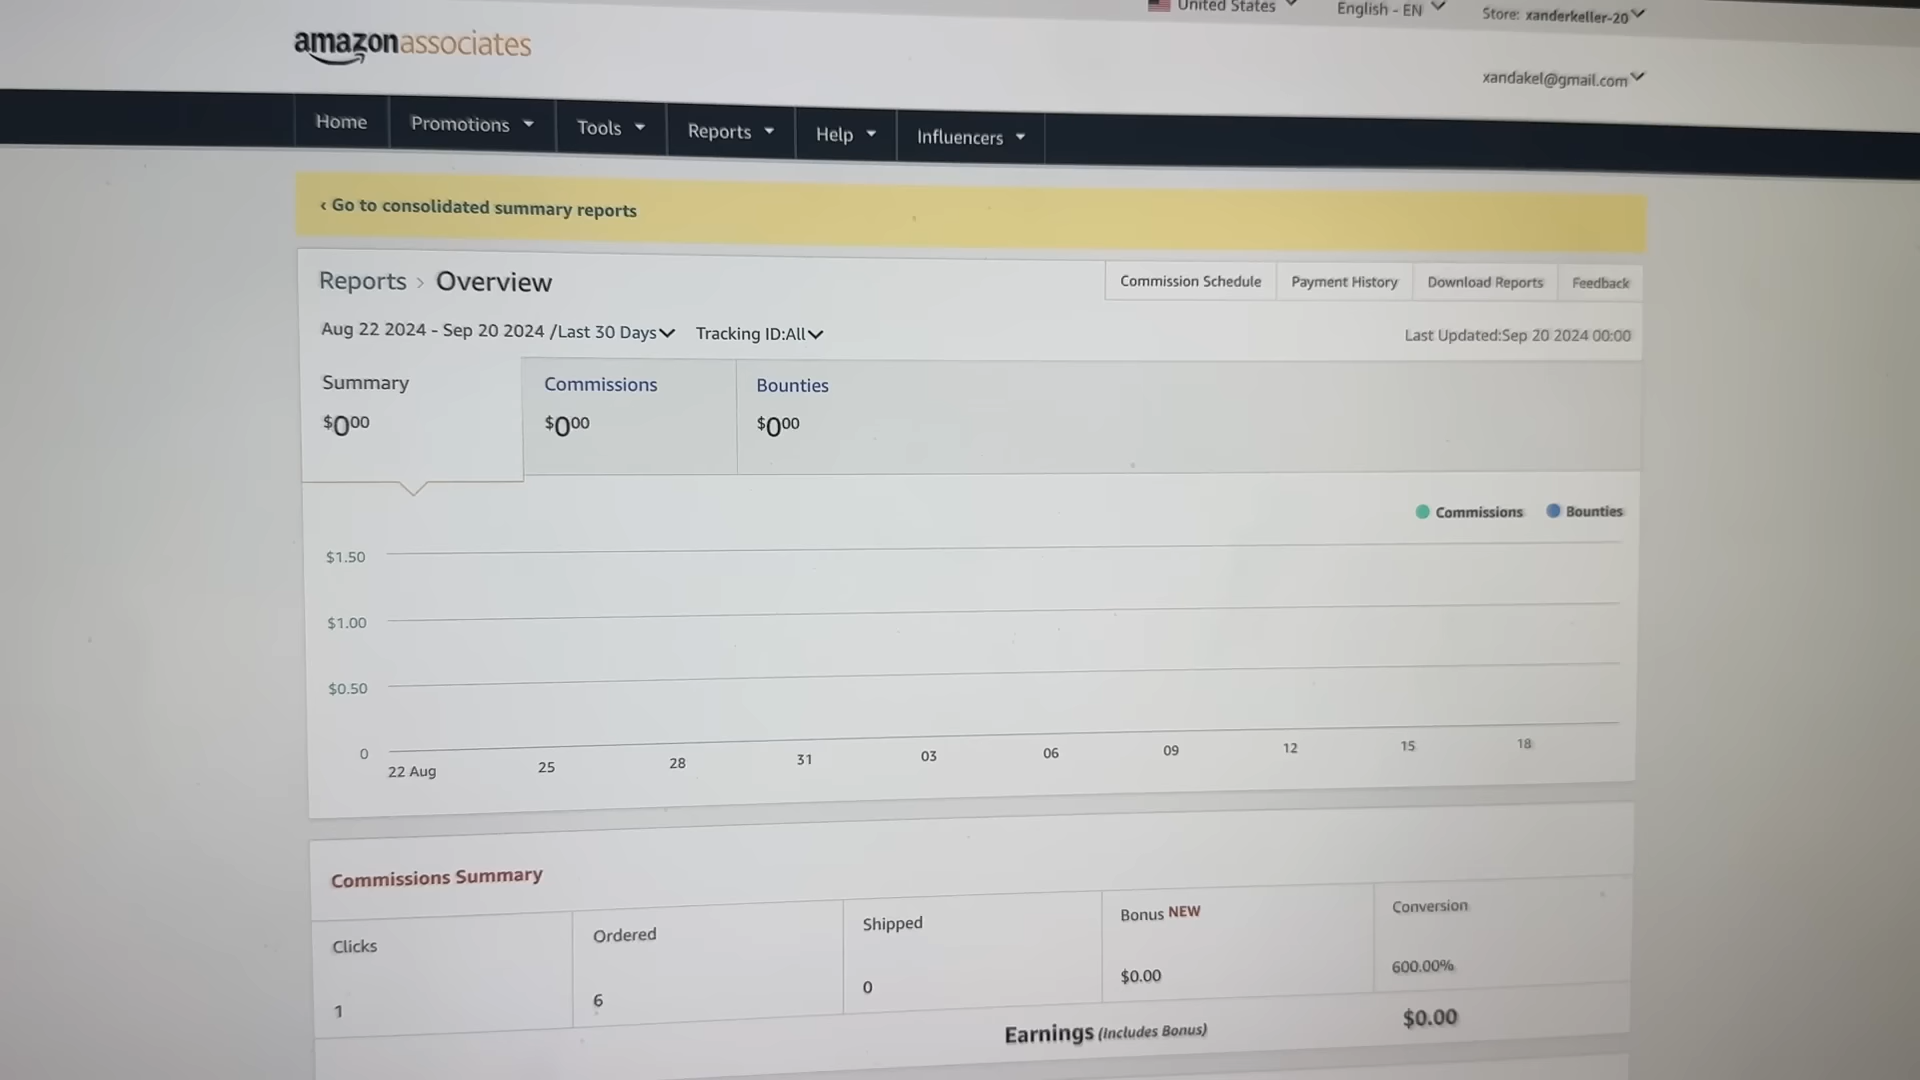 United States English - EN Store: xanderkeller-20
amazonassociates
xandakel@gmail.com
Home Promotions Tools Reports Help Influencers
‹ Go to consolidated summary reports
Reports › Overview
Commission Schedule Payment History Download Reports Feedback
Aug 22 2024 - Sep 20 2024 /Last 30 Days Tracking ID:All
Last Updated:Sep 20 2024 00:00
Summary Commissions Bounties
$000 $000 $000
Commissions Bounties
$1.50
$1.00
$0.50
0
22 Aug 25 28 31 03 06 09 12 15 18
Commissions Summary
Clicks Ordered Shipped Bonus NEW Conversion
1 6 0 $0.00 600.00%
Earnings (Includes Bonus) $0.00